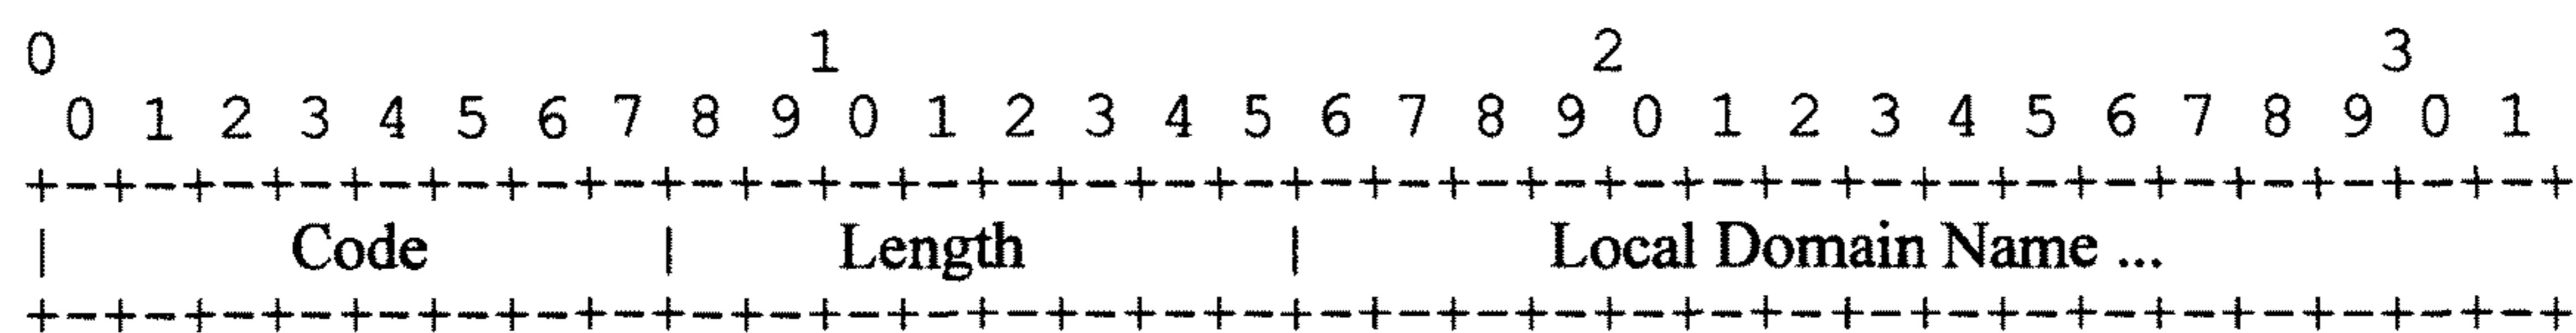 0                   1                   2                   3
 0 1 2 3 4 5 6 7 8 9 0 1 2 3 4 5 6 7 8 9 0 1 2 3 4 5 6 7 8 9 0 1
+-+-+-+-+-+-+-+-+-+-+-+-+-+-+-+-+-+-+-+-+-+-+-+-+-+-+-+-+-+-+-+-+
| Code | Length | Local Domain Name ...
+-+-+-+-+-+-+-+-+-+-+-+-+-+-+-+-+-+-+-+-+-+-+-+-+-+-+-+-+-+-+-+-+